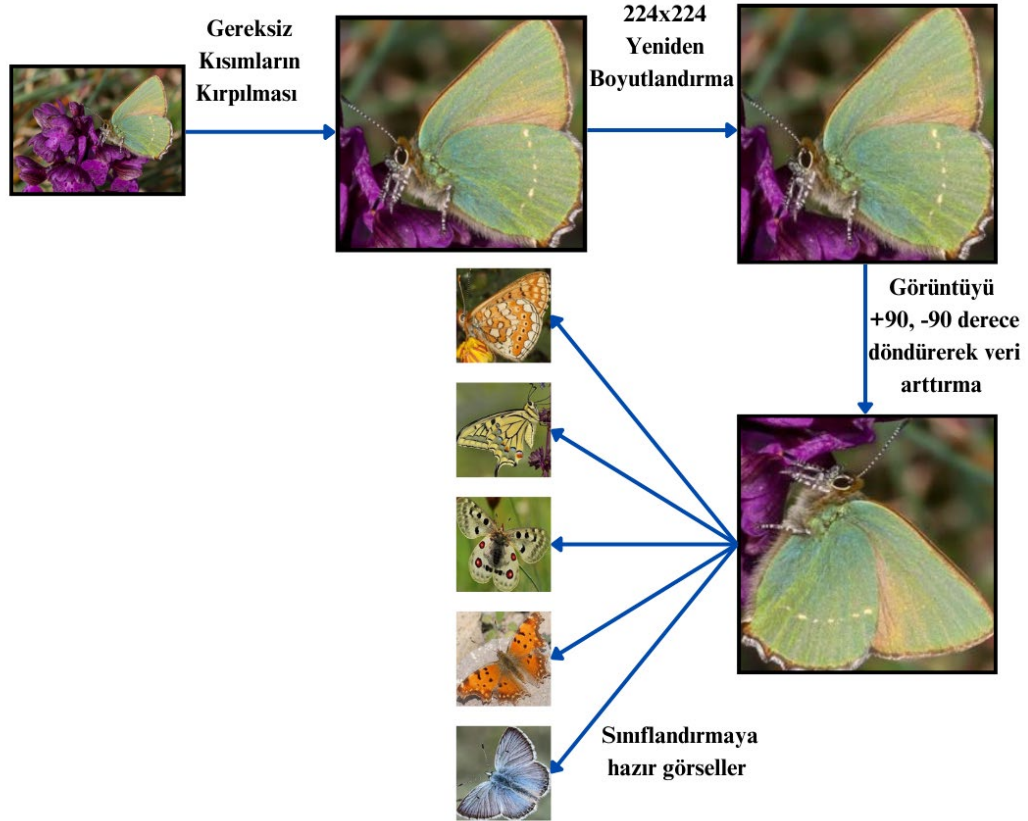 Gereksiz
Kısımların
Kırpılması
224x224
Yeniden
Boyutlandırma
Görüntüyü
+90, -90 derece
döndürerek veri
arttırma
Sınıflandırmaya
hazır görseller